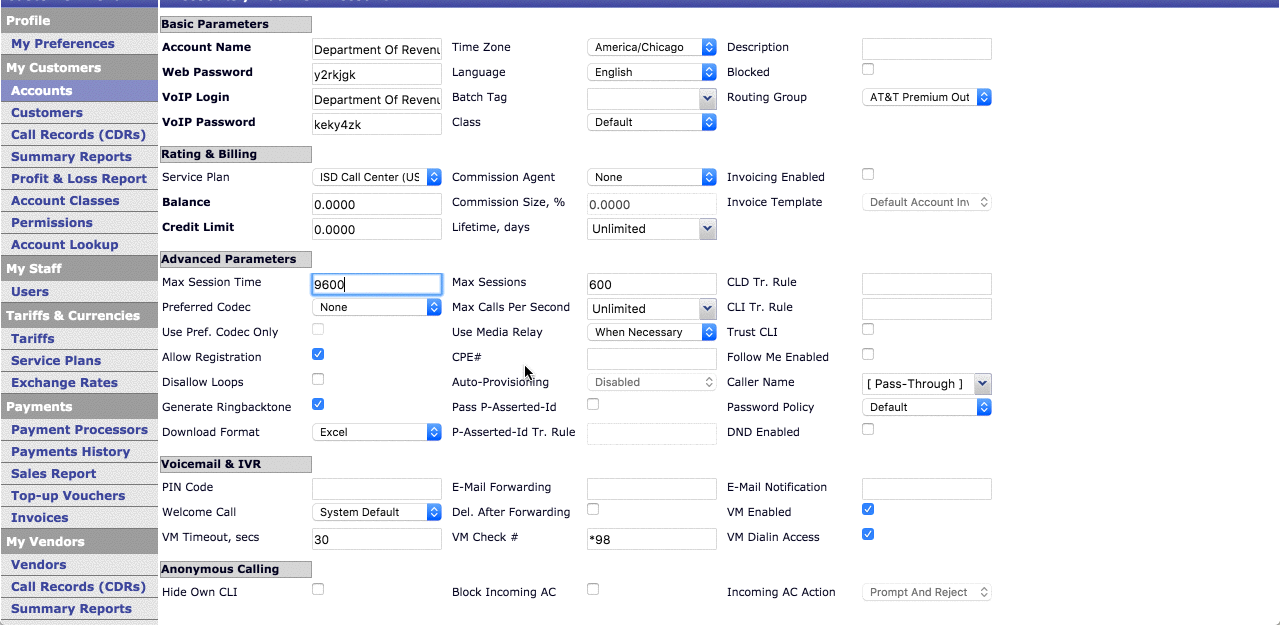 Profile
My Preferences
My Customers
Accounts
Customers
Call Records (CDRs)
Summary Reports
Profit & Loss Report
Account Classes
Permissions
Account Lookup
My Staff
Users
Tariffs & Currencies
Tariffs
Service Plans
Exchange Rates
Payments
Payment Processors
Payments History
Sales Report
Top-up Vouchers
Invoices
My Vendors
Vendors
Call Records (CDRs)
Summary Reports
Basic Parameters
Account Name Department Of Revenu Time Zone America/Chicago Description
Web Password y2rkjgk Language English Blocked
VoIP Login Department Of Revenu Batch Tag Routing Group AT&T Premium Out
VoIP Password keky4zk Class Default
Rating & Billing
Service Plan ISD Call Center (US Commission Agent None Invoicing Enabled
Balance 0.0000 Commission Size, % 0.0000 Invoice Template Default Account Inv
Credit Limit 0.0000 Lifetime, days Unlimited
Advanced Parameters
Max Session Time 9600 Max Sessions 600 CLD Tr. Rule
Preferred Codec None Max Calls Per Second Unlimited CLI Tr. Rule
Use Pref. Codec Only Use Media Relay When Necessary Trust CLI
Allow Registration CPE# Follow Me Enabled
Disallow Loops Auto-Provisioning Disabled Caller Name [ Pass-Through ]
Generate Ringbacktone Pass P-Asserted-Id Password Policy Default
Download Format Excel P-Asserted-Id Tr. Rule DND Enabled
Voicemail & IVR
PIN Code E-Mail Forwarding E-Mail Notification
Welcome Call System Default Del. After Forwarding VM Enabled
VM Timeout, secs 30 VM Check # *98 VM Dialin Access
Anonymous Calling
Hide Own CLI Block Incoming AC Incoming AC Action Prompt And Reject